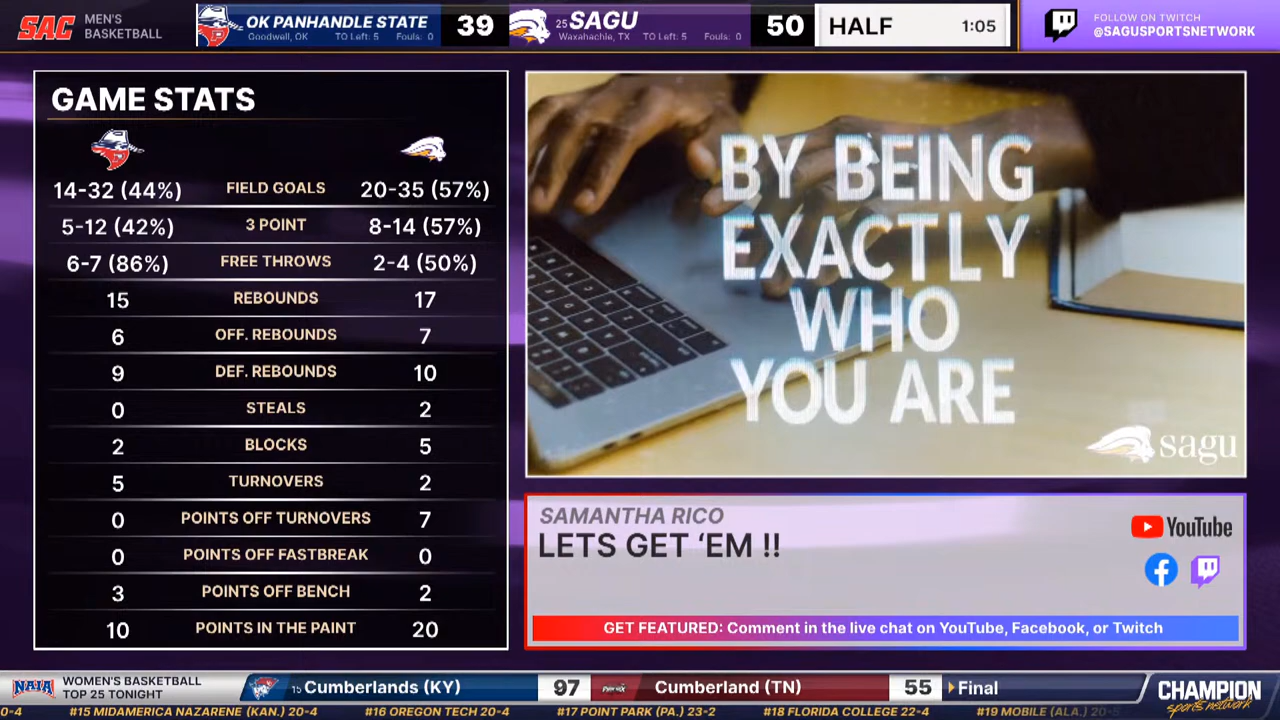 SAC
MEN'S
BASKETBALL
OK PANHANDLE STATE
Goodwell, OK TO Left: 5 Fouls: 0
39
25 SAGU
Waxahachie, TX TO Left: 5 Fouls: 0
50
HALF 1:05
FOLLOW ON TWITCH
@SAGUSPORTSNETWORK
GAME STATS
14-32 (44%) FIELD GOALS 20-35 (57%)
5-12 (42%) 3 POINT 8-14 (57%)
6-7 (86%) FREE THROWS 2-4 (50%)
15 REBOUNDS 17
6 OFF. REBOUNDS 7
9 DEF. REBOUNDS 10
0 STEALS 2
2 BLOCKS 5
5 TURNOVERS 2
0 POINTS OFF TURNOVERS 7
0 POINTS OFF FASTBREAK 0
3 POINTS OFF BENCH 2
10 POINTS IN THE PAINT 20
BY BEING
EXACTLY
WHO
YOU ARE
sagu
SAMANTHA RICO
LETS GET ‘EM !!
YouTube
GET FEATURED: Comment in the live chat on YouTube, Facebook, or Twitch
NAIA
WOMEN'S BASKETBALL
TOP 25 TONIGHT
15 Cumberlands (KY) 97
Cumberland (TN) 55
Final
CHAMPION
sports network
0-4 #15 MIDAMERICA NAZARENE (KAN.) 20-4 #16 OREGON TECH 20-4 #17 POINT PARK (PA.) 23-2 #18 FLORIDA COLLEGE 22-4 #19 MOBILE (ALA.) 20-5